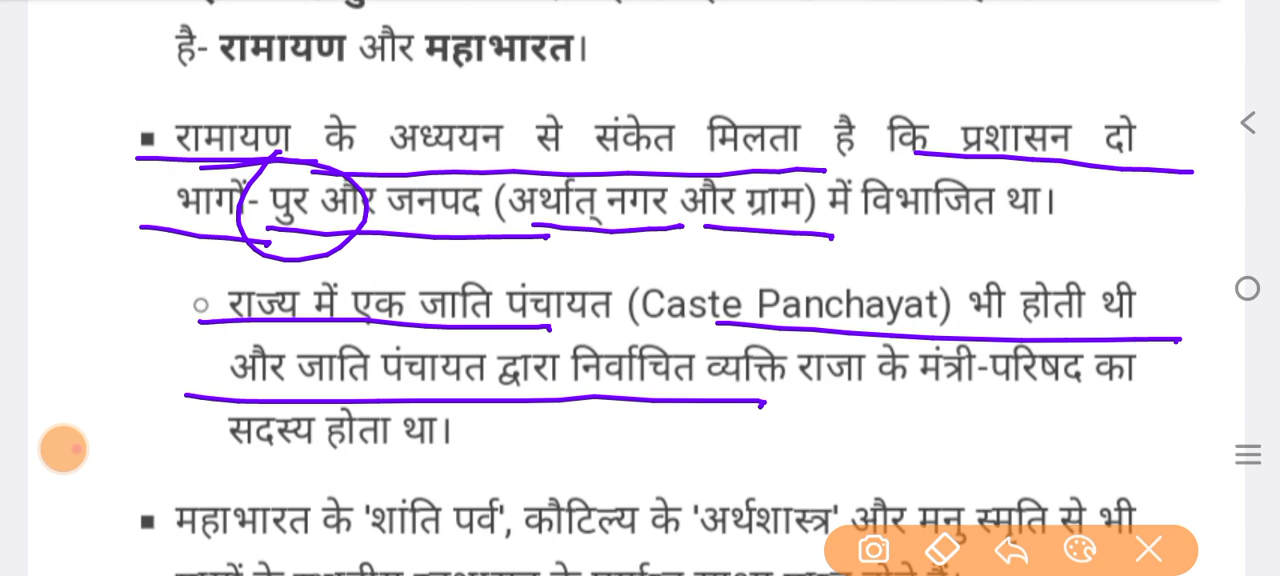 है- रामायण और महाभारत।
▪ रामायण के अध्ययन से संकेत मिलता है कि प्रशासन दो
भागों- पुर और जनपद (अर्थात् नगर और ग्राम) में विभाजित था।
○ राज्य में एक जाति पंचायत (Caste Panchayat) भी होती थी
और जाति पंचायत द्वारा निर्वाचित व्यक्ति राजा के मंत्री-परिषद का
सदस्य होता था।
▪ महाभारत के 'शांति पर्व', कौटिल्य के 'अर्थशास्त्र' और मनु स्मृति से भी